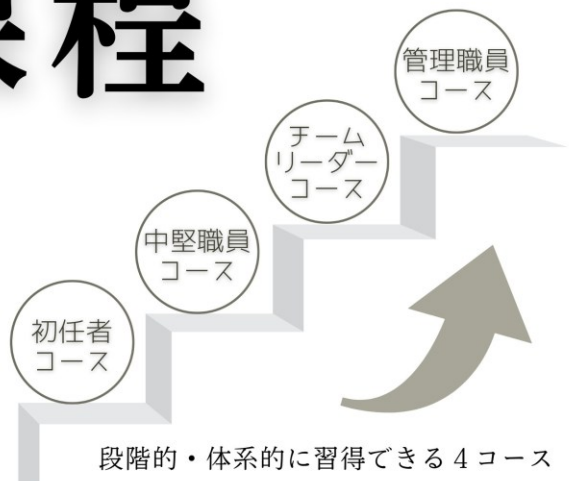 程
管理職員
コース
チーム
リーダー
コース
中堅職員
コース
初任者
コース
段階的・体系的に習得できる4コース